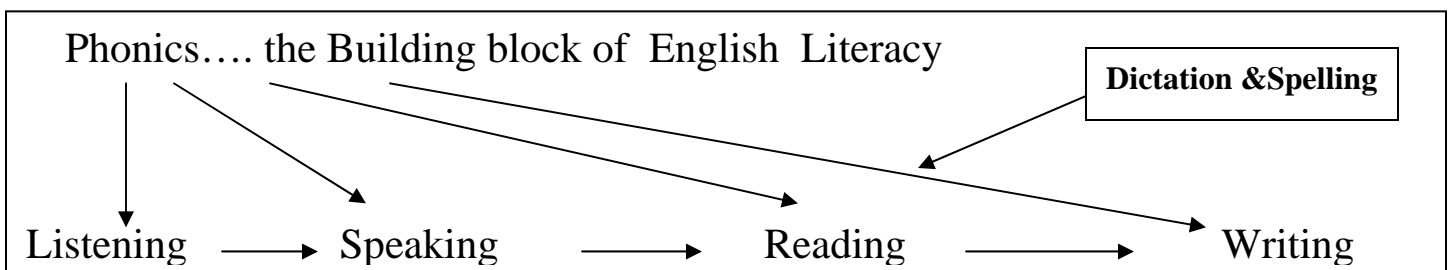 Phonics…. the Building block of English Literacy
Dictation &Spelling
Listening Speaking Reading Writing